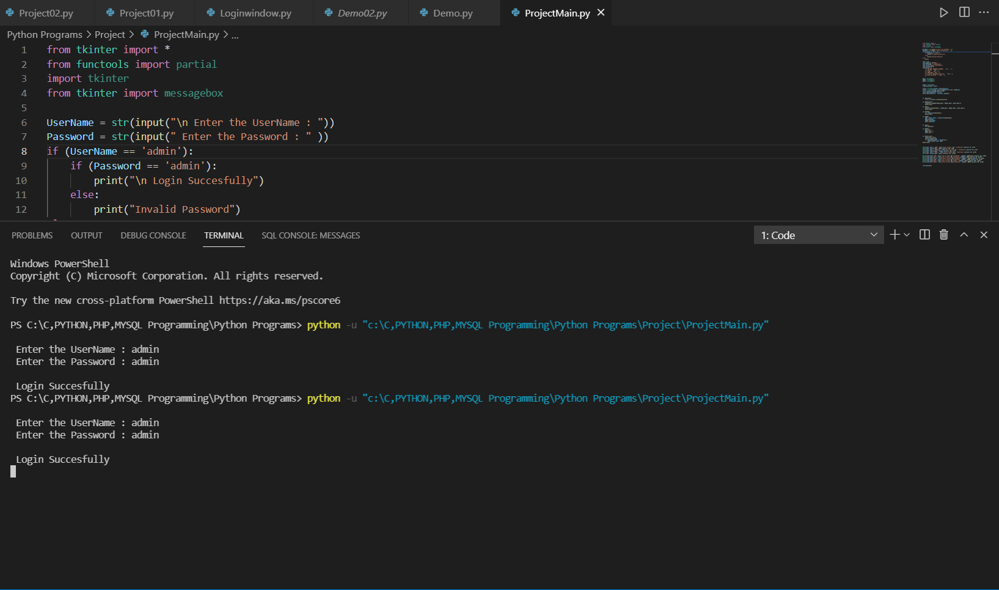 Project02.py Project01.py Loginwindow.py Demo02.py Demo.py ProjectMain.py
Python Programs > Project > ProjectMain.py > ...
1 from tkinter import *
2 from functools import partial
3 import tkinter
4 from tkinter import messagebox
5
6 UserName = str(input("\n Enter the UserName : "))
7 Password = str(input(" Enter the Password : " ))
8 if (UserName == 'admin'):
9 if (Password == 'admin'):
10 print("\n Login Succesfully")
11 else:
12 print("Invalid Password")
PROBLEMS OUTPUT DEBUG CONSOLE TERMINAL SQL CONSOLE: MESSAGES 1: Code
Windows PowerShell
Copyright (C) Microsoft Corporation. All rights reserved.
Try the new cross-platform PowerShell https://aka.ms/pscore6
PS C:\C,PYTHON,PHP,MYSQL Programming\Python Programs> python -u "c:\C,PYTHON,PHP,MYSQL Programming\Python Programs\Project\ProjectMain.py"
Enter the UserName : admin
Enter the Password : admin
Login Succesfully
PS C:\C,PYTHON,PHP,MYSQL Programming\Python Programs> python -u "c:\C,PYTHON,PHP,MYSQL Programming\Python Programs\Project\ProjectMain.py"
Enter the UserName : admin
Enter the Password : admin
Login Succesfully